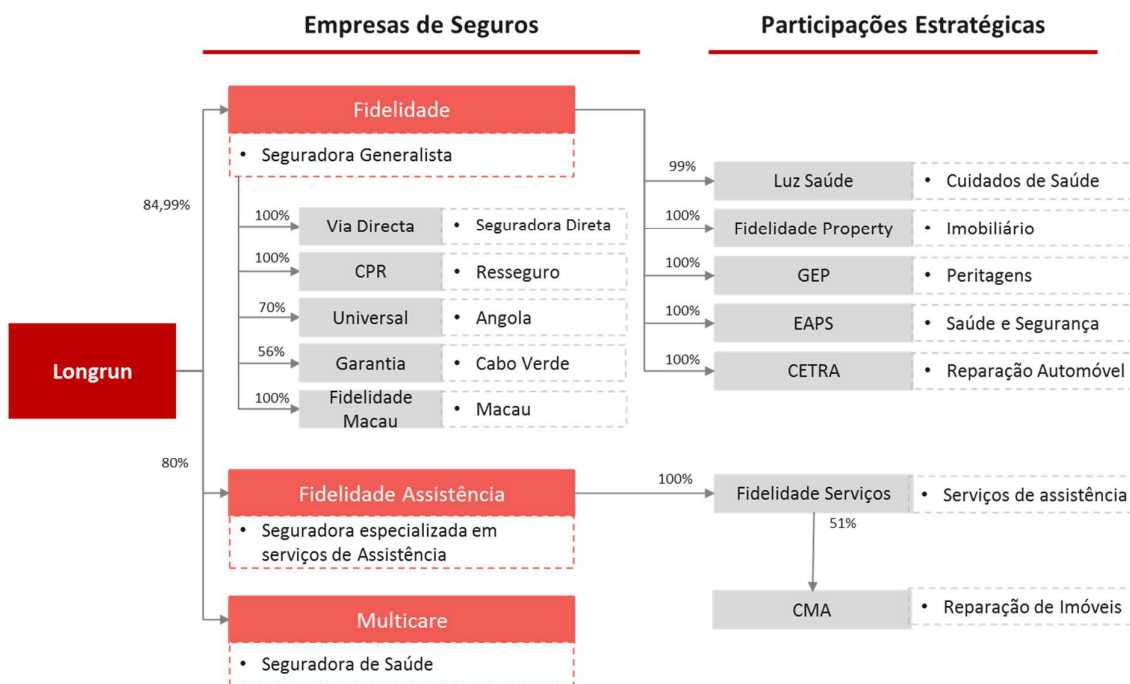 Empresas de Seguros
Participações Estratégicas
Fidelidade
• Seguradora Generalista
84,99%
100%
Via Directa
• Seguradora Direta
100%
CPR
• Resseguro
70%
Universal
• Angola
56%
Garantia
• Cabo Verde
100%
Fidelidade
Macau
• Macau
99%
Luz Saúde
• Cuidados de Saúde
100%
Fidelidade Property
• Imobiliário
100%
GEP
• Peritagens
100%
EAPS
• Saúde e Segurança
100%
CETRA
• Reparação Automóvel
Longrun
80%
Fidelidade Assistência
• Seguradora especializada em
serviços de Assistência
100%
Fidelidade Serviços
• Serviços de assistência
51%
CMA
• Reparação de Imóveis
Multicare
• Seguradora de Saúde